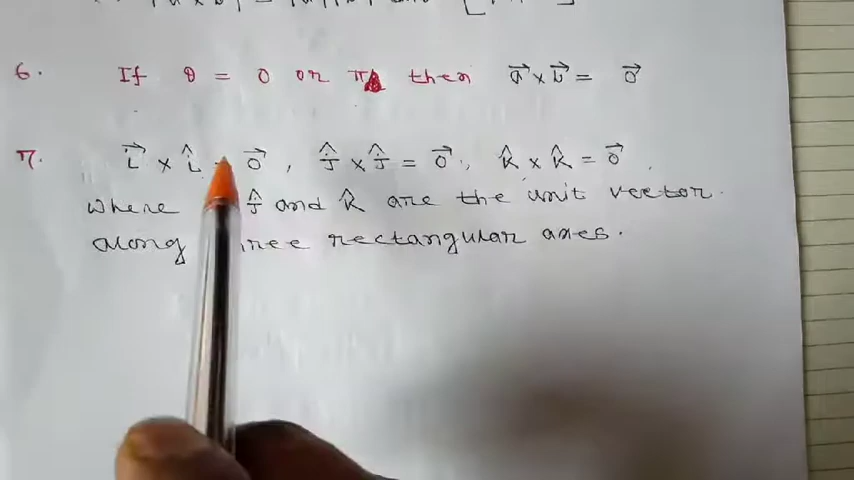 6. If θ = 0 or π then a⃗ × b⃗ = 0⃗
7. i⃗ × î = 0⃗, ĵ × ĵ = 0⃗, k̂ × k̂ = 0⃗.
where ĵ and k̂ are the unit vector
along three rectangular axes.